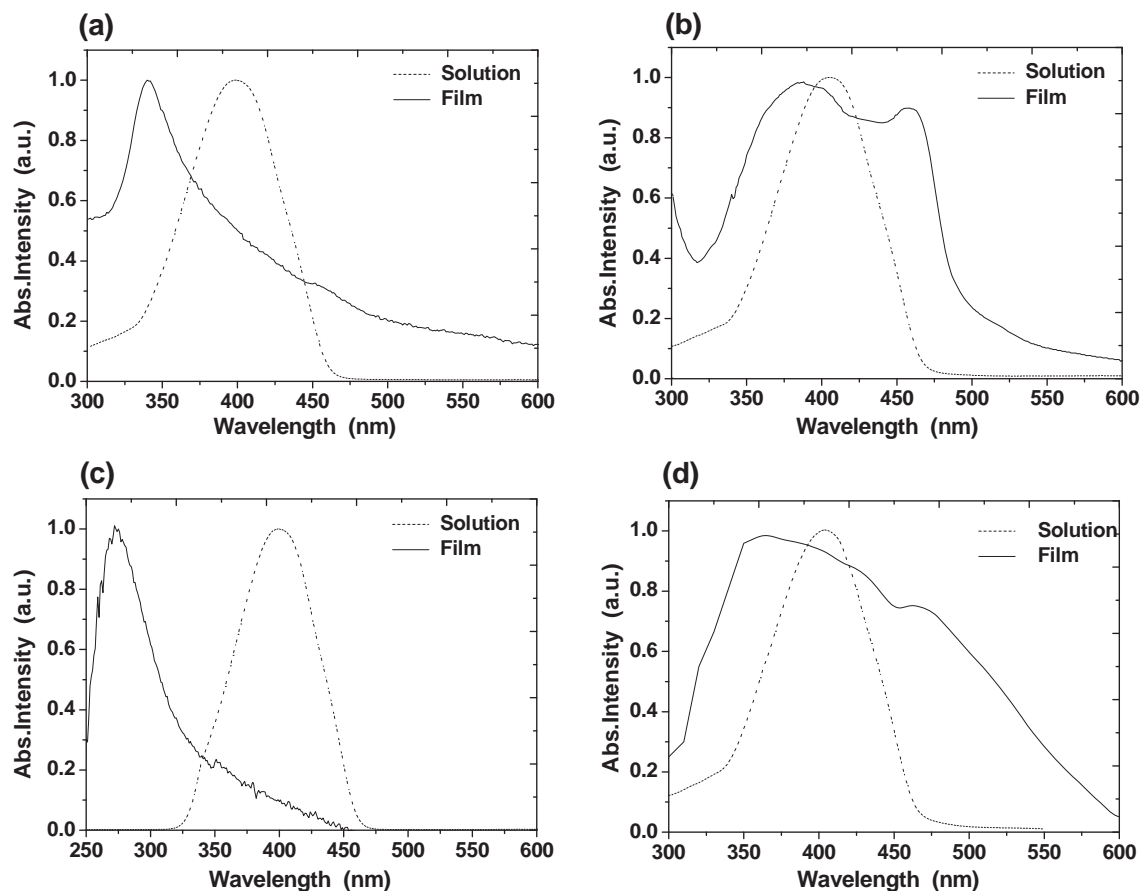 (a)
Solution
Film
Abs.Intensity (a.u.)
1.0
0.8
0.6
0.4
0.2
0.0
300 350 400 450 500 550 600
Wavelength (nm)
(b)
Solution
Film
Abs.Intensity (a.u.)
1.0
0.8
0.6
0.4
0.2
0.0
300 350 400 450 500 550 600
Wavelength (nm)
(c)
Solution
Film
Abs.Intensity (a.u.)
1.0
0.8
0.6
0.4
0.2
0.0
250 300 350 400 450 500 550 600
Wavelength (nm)
(d)
Solution
Film
Abs.Intensity (a.u.)
1.0
0.8
0.6
0.4
0.2
0.0
300 350 400 450 500 550 600
Wavelength (nm)